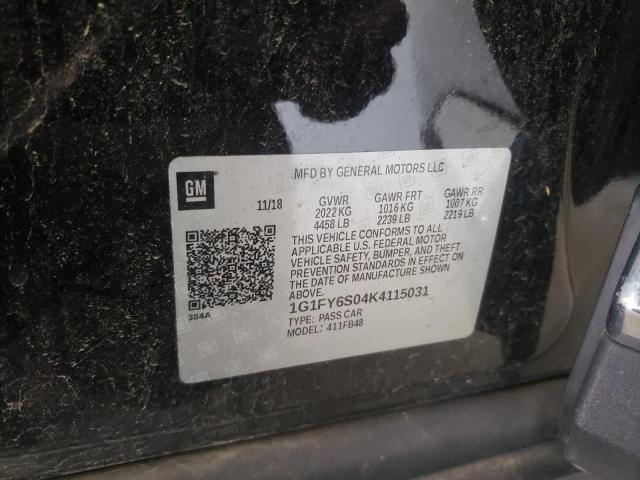 MFD BY GENERAL MOTORS LLC
GM
11/18 GVWR GAWR FRT GAWR RR
2022 KG 1016 KG 1007 KG
4458 LB 2239 LB 2219 LB
THIS VEHICLE CONFORMS TO ALL
APPLICABLE U.S. FEDERAL MOTOR
VEHICLE SAFETY, BUMPER, AND THEFT
PREVENTION STANDARDS IN EFFECT ON
THE DATE OF MANUFACTURE SHOWN
ABOVE.
384A
1G1FY6S04K4115031
TYPE: PASS CAR
MODEL: 411FB48